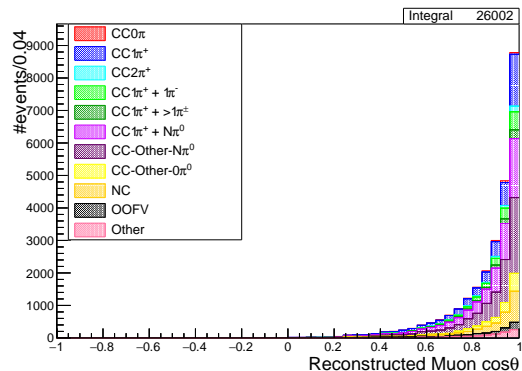 Integral 26002
#events/0.04
9000
8000
7000
6000
5000
4000
3000
2000
1000
0
CC0π
CC1π⁺
CC2π⁺
CC1π⁺ + 1π⁻
CC1π⁺ + >1π±
CC1π⁺ + Nπ⁰
CC-Other-Nπ⁰
CC-Other-0π⁰
NC
OOFV
Other
−1 −0.8 −0.6 −0.4 −0.2 0 0.2 0.4 0.6 0.8 1
Reconstructed Muon cosθ